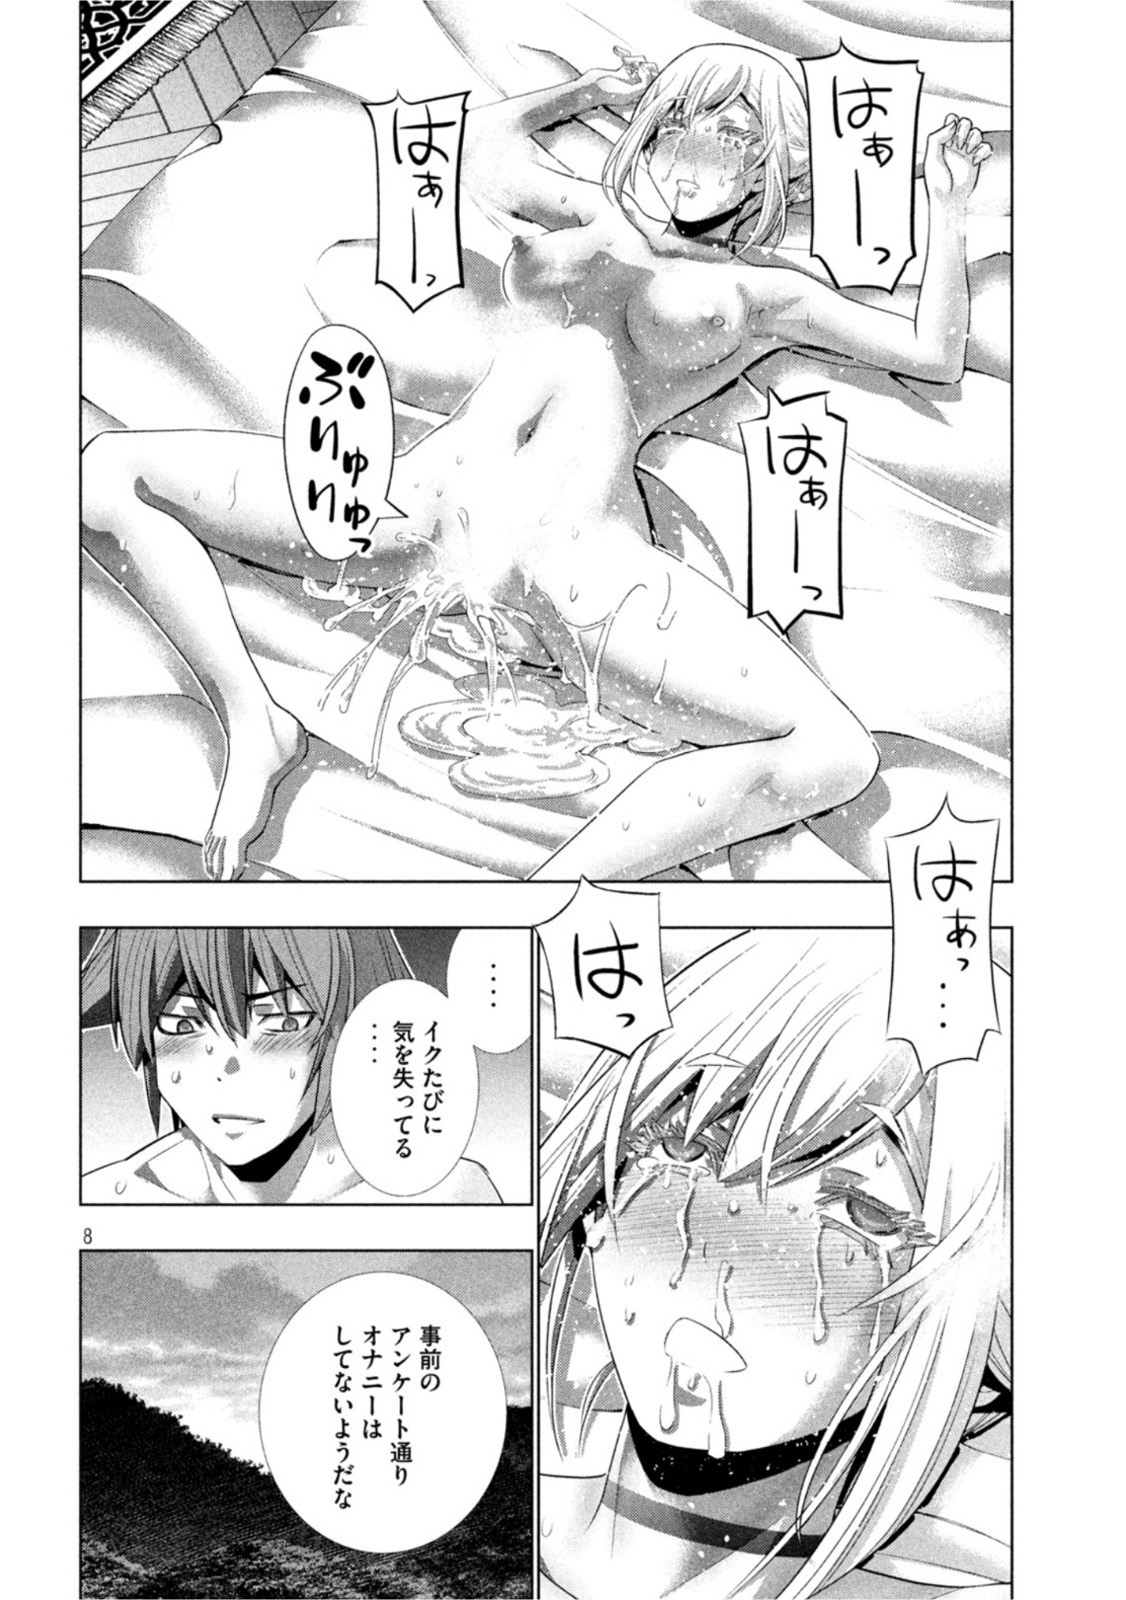 はぁーっ
はぁーっ
ぶりゅりゅっ
はぁーっ
はぁっ・・・
はっ
・・・・
イクたびに
気を失ってる
・・・・
8
事前の
アンケート通り
オナニーは
してないようだな